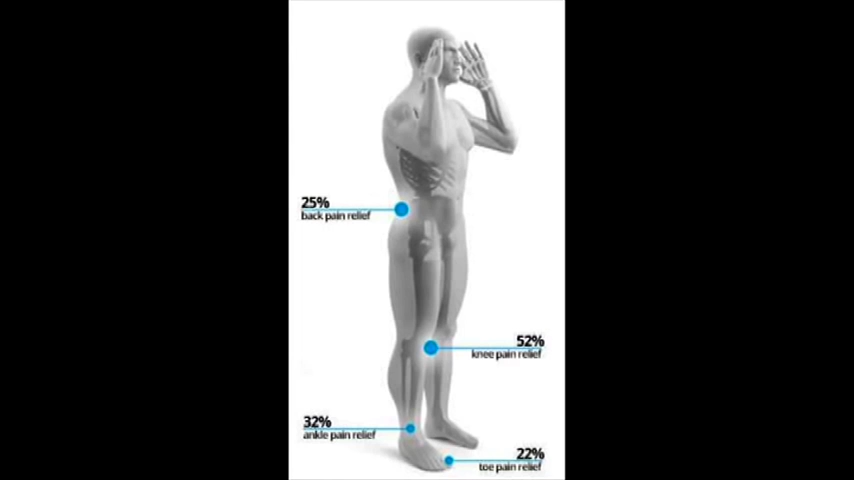 25%
back pain relief
52%
knee pain relief
32%
ankle pain relief
22%
toe pain relief